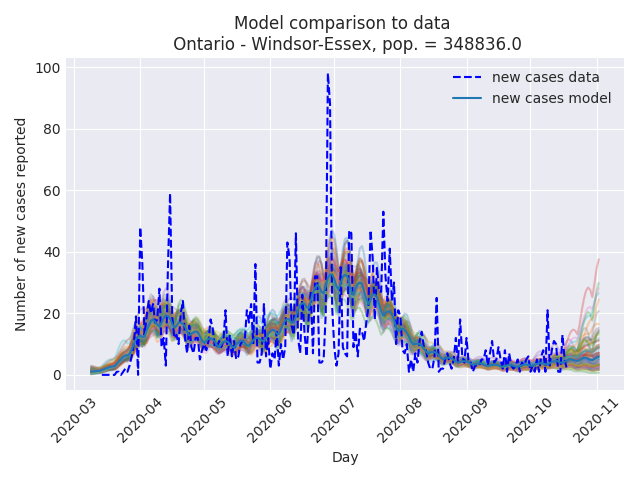 Model comparison to data
Ontario - Windsor-Essex, pop. = 348836.0
new cases data
new cases model
Number of new cases reported
100
80
60
40
20
0
2020-03
2020-04
2020-05
2020-06
2020-07
2020-08
2020-09
2020-10
2020-11
Day